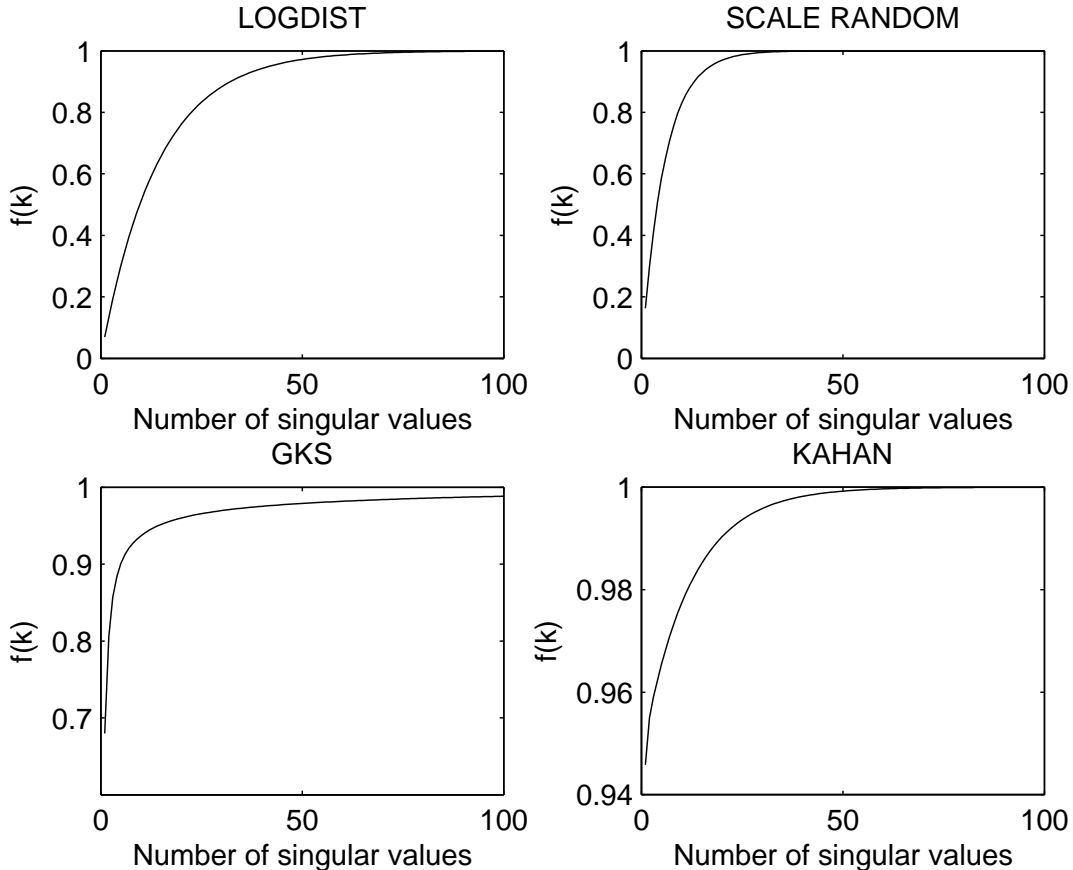 LOGDIST
1
0.8
0.6
0.4
0.2
0
f(k)
0 50 100
Number of singular values
SCALE RANDOM
1
0.8
0.6
0.4
0.2
0
f(k)
0 50 100
Number of singular values
GKS
1
0.9
0.8
0.7
f(k)
0 50 100
Number of singular values
KAHAN
1
0.98
0.96
0.94
f(k)
0 50 100
Number of singular values